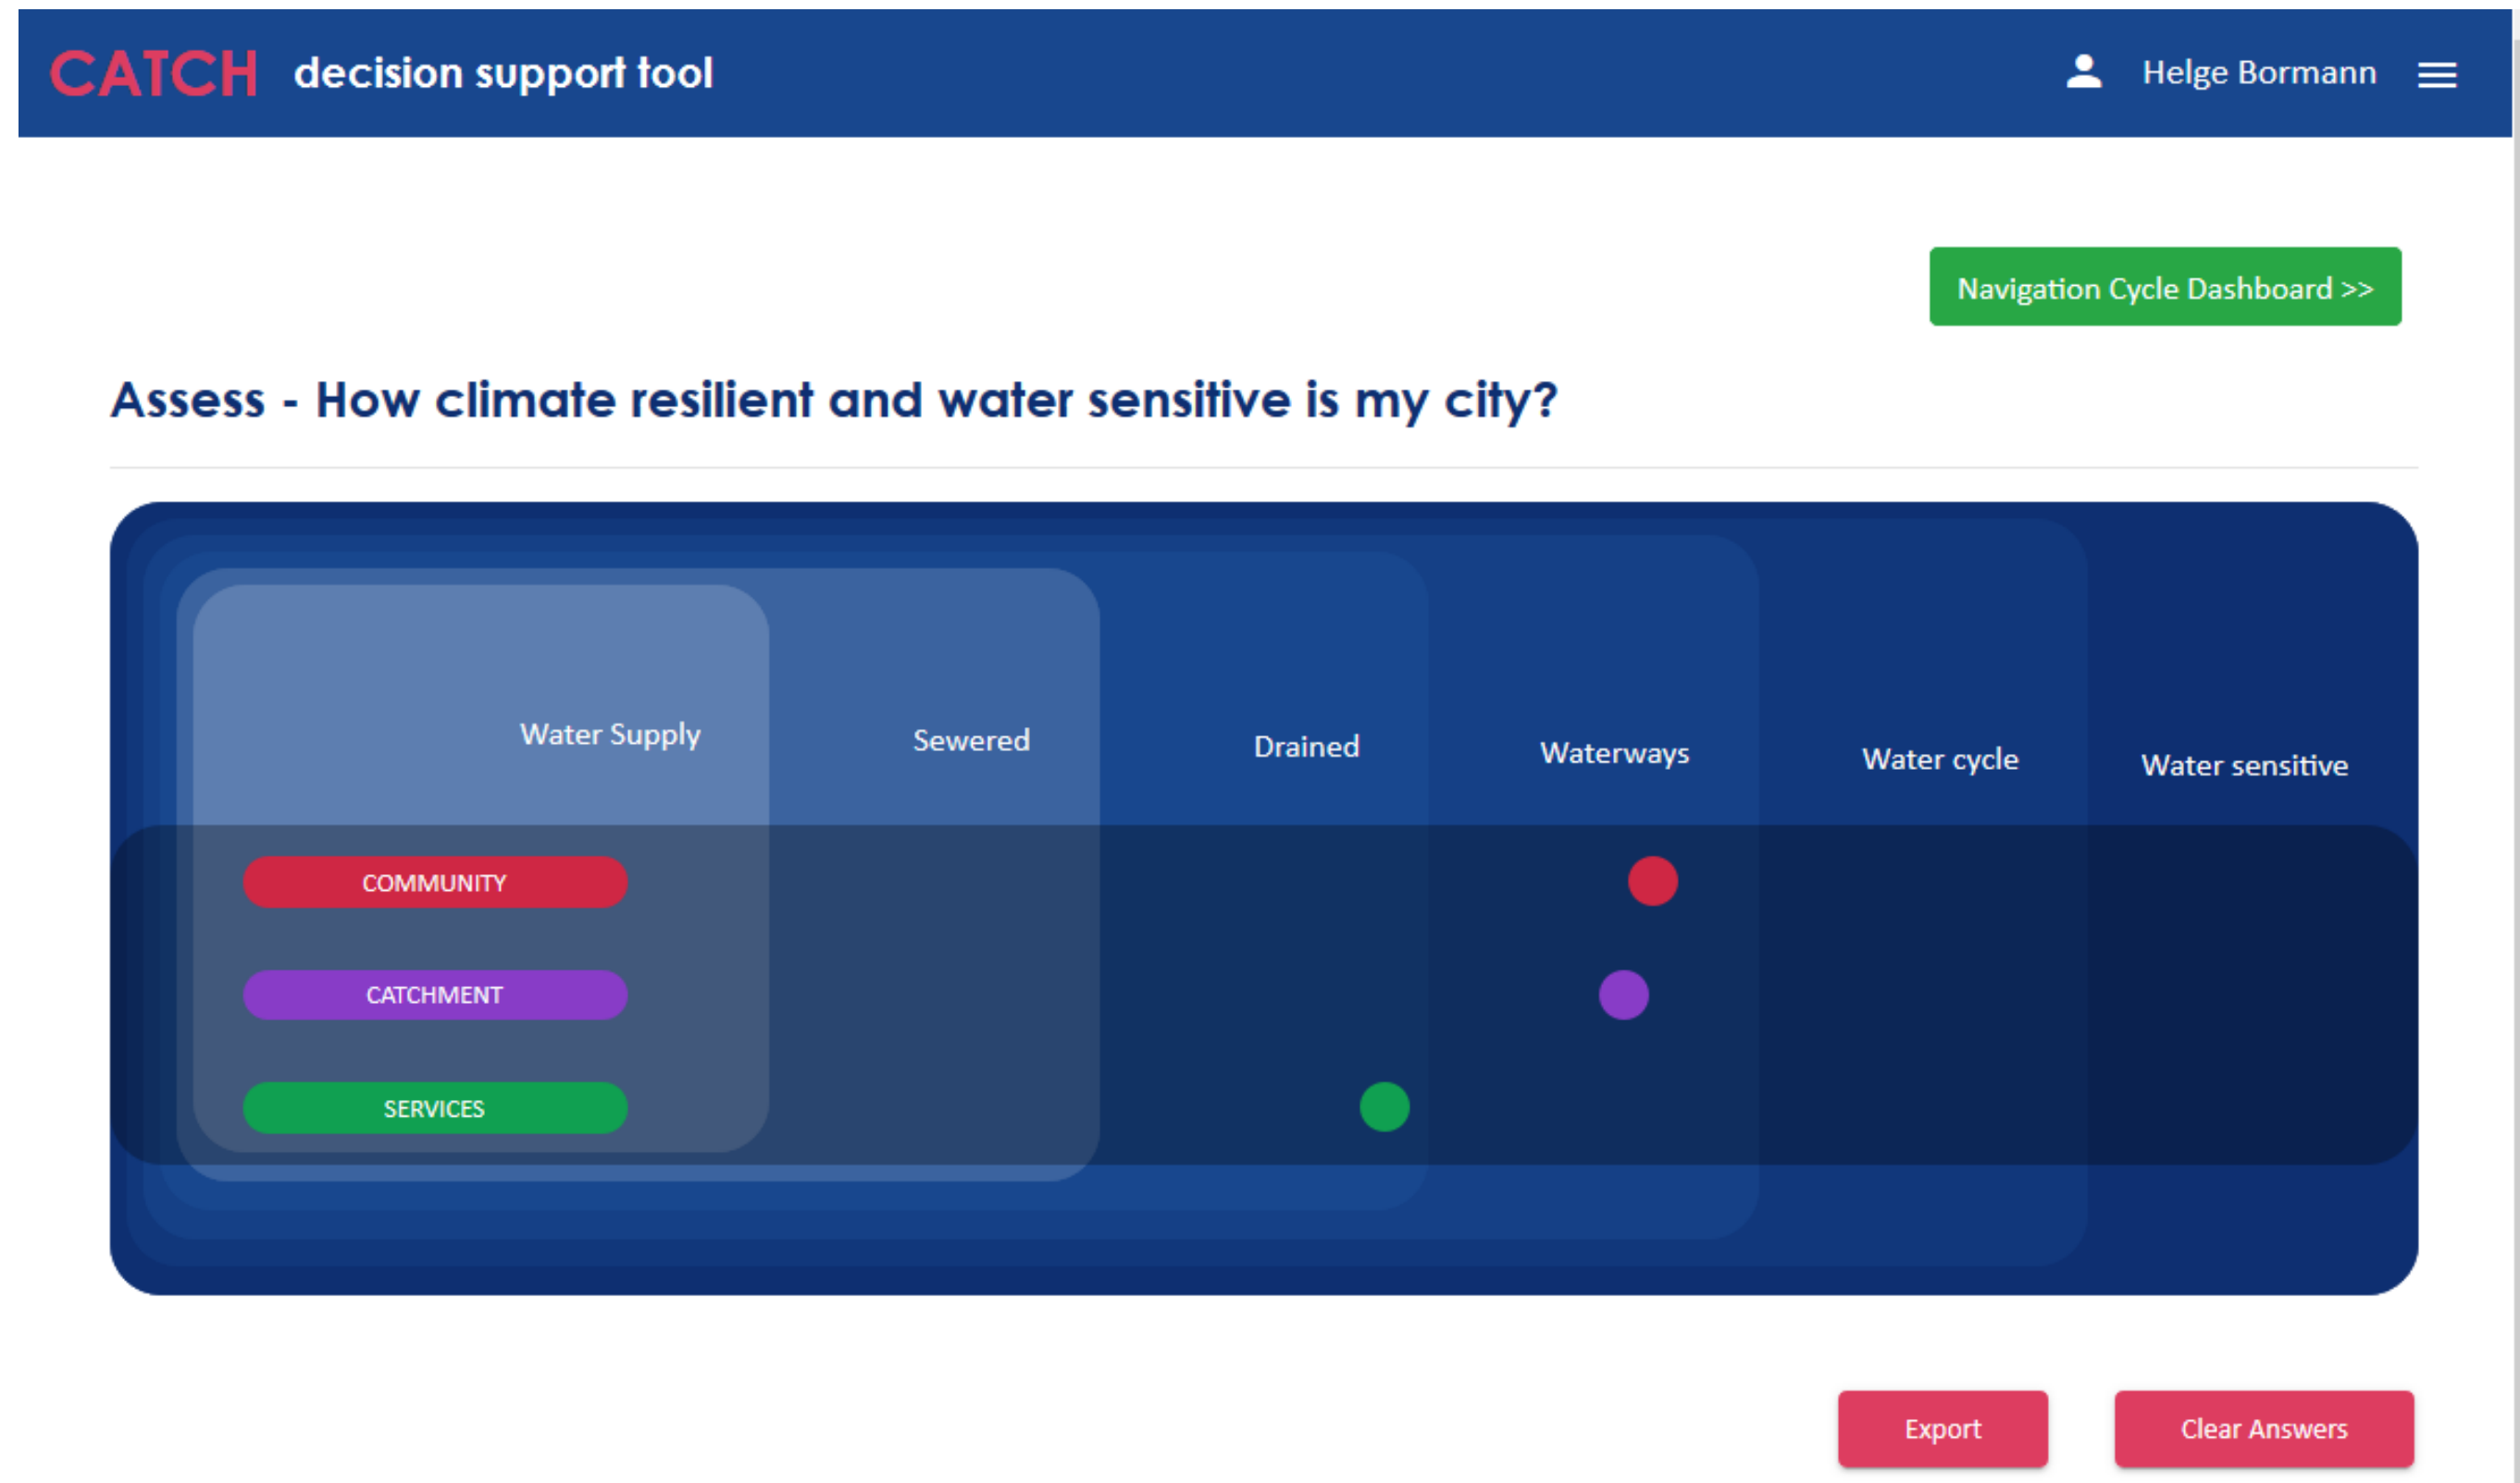 CATCH decision support tool
Helge Bormann
Navigation Cycle Dashboard >>
Assess - How climate resilient and water sensitive is my city?
Water Supply
Sewered
Drained
Waterways
Water cycle
Water sensitive
COMMUNITY
CATCHMENT
SERVICES
Export
Clear Answers